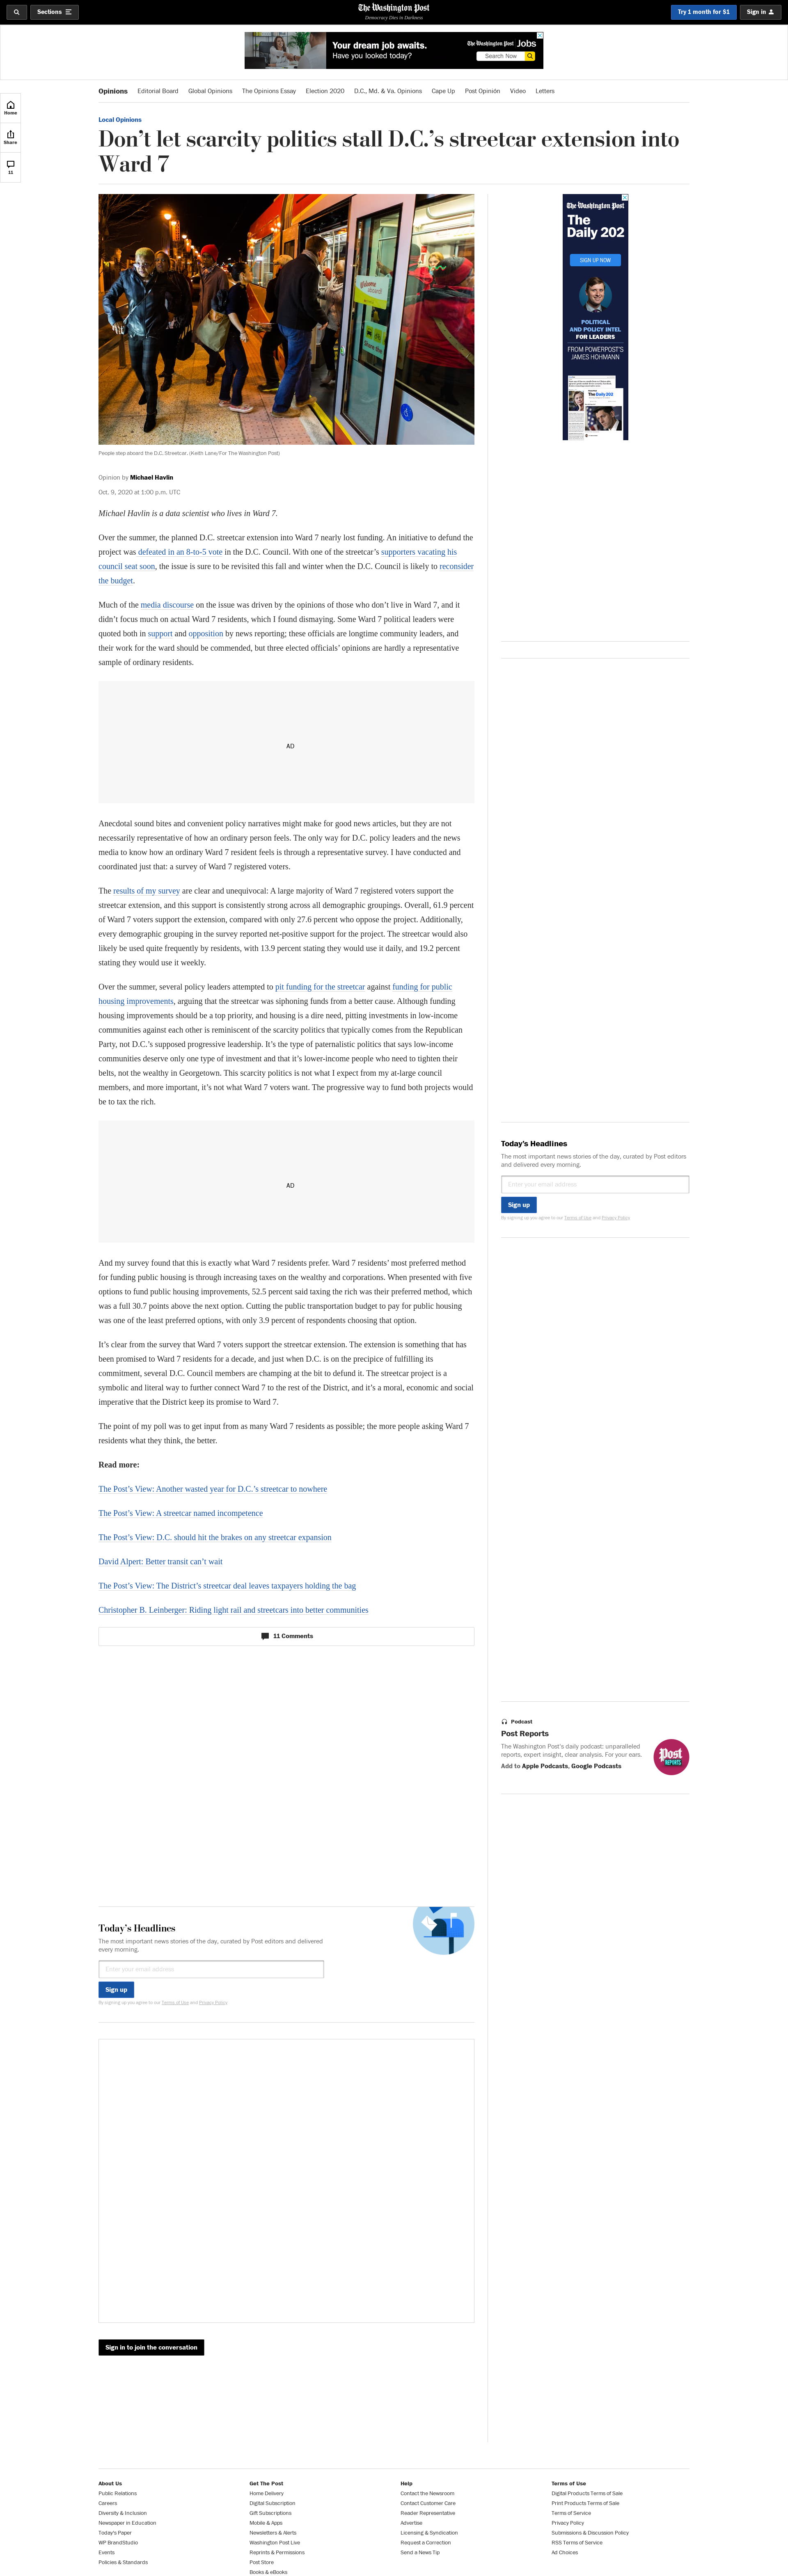 Sections
The Washington Post
Democracy Dies in Darkness
Try 1 month for $1
Sign in
Your dream job awaits.
Have you looked today?
The Washington Post Jobs
Search Now
Home
Share
11
Opinions
Editorial Board
Global Opinions
The Opinions Essay
Election 2020
D.C., Md. & Va. Opinions
Cape Up
Post Opinión
Video
Letters
Local Opinions
Don’t let scarcity politics stall D.C.’s streetcar extension into
Ward 7
The Washington Post
The
Daily 202
SIGN UP NOW
POLITICAL
AND POLICY INTEL
FOR LEADERS
FROM POWERPOST'S
JAMES HOHMANN
People step aboard the D.C. Streetcar. (Keith Lane/For The Washington Post)
Opinion by Michael Havlin
Oct. 9, 2020 at 1:00 p.m. UTC
Michael Havlin is a data scientist who lives in Ward 7.
Over the summer, the planned D.C. streetcar extension into Ward 7 nearly lost funding. An initiative to defund the
project was defeated in an 8-to-5 vote in the D.C. Council. With one of the streetcar’s supporters vacating his
council seat soon, the issue is sure to be revisited this fall and winter when the D.C. Council is likely to reconsider
the budget.
Much of the media discourse on the issue was driven by the opinions of those who don’t live in Ward 7, and it
didn’t focus much on actual Ward 7 residents, which I found dismaying. Some Ward 7 political leaders were
quoted both in support and opposition by news reporting; these officials are longtime community leaders, and
their work for the ward should be commended, but three elected officials’ opinions are hardly a representative
sample of ordinary residents.
AD
Anecdotal sound bites and convenient policy narratives might make for good news articles, but they are not
necessarily representative of how an ordinary person feels. The only way for D.C. policy leaders and the news
media to know how an ordinary Ward 7 resident feels is through a representative survey. I have conducted and
coordinated just that: a survey of Ward 7 registered voters.
The results of my survey are clear and unequivocal: A large majority of Ward 7 registered voters support the
streetcar extension, and this support is consistently strong across all demographic groupings. Overall, 61.9 percent
of Ward 7 voters support the extension, compared with only 27.6 percent who oppose the project. Additionally,
every demographic grouping in the survey reported net-positive support for the project. The streetcar would also
likely be used quite frequently by residents, with 13.9 percent stating they would use it daily, and 19.2 percent
stating they would use it weekly.
Over the summer, several policy leaders attempted to pit funding for the streetcar against funding for public
housing improvements, arguing that the streetcar was siphoning funds from a better cause. Although funding
housing improvements should be a top priority, and housing is a dire need, pitting investments in low-income
communities against each other is reminiscent of the scarcity politics that typically comes from the Republican
Party, not D.C.’s supposed progressive leadership. It’s the type of paternalistic politics that says low-income
communities deserve only one type of investment and that it’s lower-income people who need to tighten their
belts, not the wealthy in Georgetown. This scarcity politics is not what I expect from my at-large council
members, and more important, it’s not what Ward 7 voters want. The progressive way to fund both projects would
be to tax the rich.
AD
And my survey found that this is exactly what Ward 7 residents prefer. Ward 7 residents’ most preferred method
for funding public housing is through increasing taxes on the wealthy and corporations. When presented with five
options to fund public housing improvements, 52.5 percent said taxing the rich was their preferred method, which
was a full 30.7 points above the next option. Cutting the public transportation budget to pay for public housing
was one of the least preferred options, with only 3.9 percent of respondents choosing that option.
It’s clear from the survey that Ward 7 voters support the streetcar extension. The extension is something that has
been promised to Ward 7 residents for a decade, and just when D.C. is on the precipice of fulfilling its
commitment, several D.C. Council members are champing at the bit to defund it. The streetcar project is a
symbolic and literal way to further connect Ward 7 to the rest of the District, and it’s a moral, economic and social
imperative that the District keep its promise to Ward 7.
The point of my poll was to get input from as many Ward 7 residents as possible; the more people asking Ward 7
residents what they think, the better.
Read more:
The Post’s View: Another wasted year for D.C.’s streetcar to nowhere
The Post’s View: A streetcar named incompetence
The Post’s View: D.C. should hit the brakes on any streetcar expansion
David Alpert: Better transit can’t wait
The Post’s View: The District’s streetcar deal leaves taxpayers holding the bag
Christopher B. Leinberger: Riding light rail and streetcars into better communities
11 Comments
Today’s Headlines
The most important news stories of the day, curated by Post editors
and delivered every morning.
Enter your email address
Sign up
By signing up you agree to our Terms of Use and Privacy Policy
Podcast
Post Reports
The Washington Post’s daily podcast: unparalleled
reports, expert insight, clear analysis. For your ears.
Add to Apple Podcasts, Google Podcasts
Post
REPORTS
Today’s Headlines
The most important news stories of the day, curated by Post editors and delivered
every morning.
Enter your email address
Sign up
By signing up you agree to our Terms of Use and Privacy Policy
Sign in to join the conversation
About Us
Public Relations
Careers
Diversity & Inclusion
Newspaper in Education
Today's Paper
WP BrandStudio
Events
Policies & Standards
Get The Post
Home Delivery
Digital Subscription
Gift Subscriptions
Mobile & Apps
Newsletters & Alerts
Washington Post Live
Reprints & Permissions
Post Store
Books & eBooks
Help
Contact the Newsroom
Contact Customer Care
Reader Representative
Advertise
Licensing & Syndication
Request a Correction
Send a News Tip
Terms of Use
Digital Products Terms of Sale
Print Products Terms of Sale
Terms of Service
Privacy Policy
Submissions & Discussion Policy
RSS Terms of Service
Ad Choices